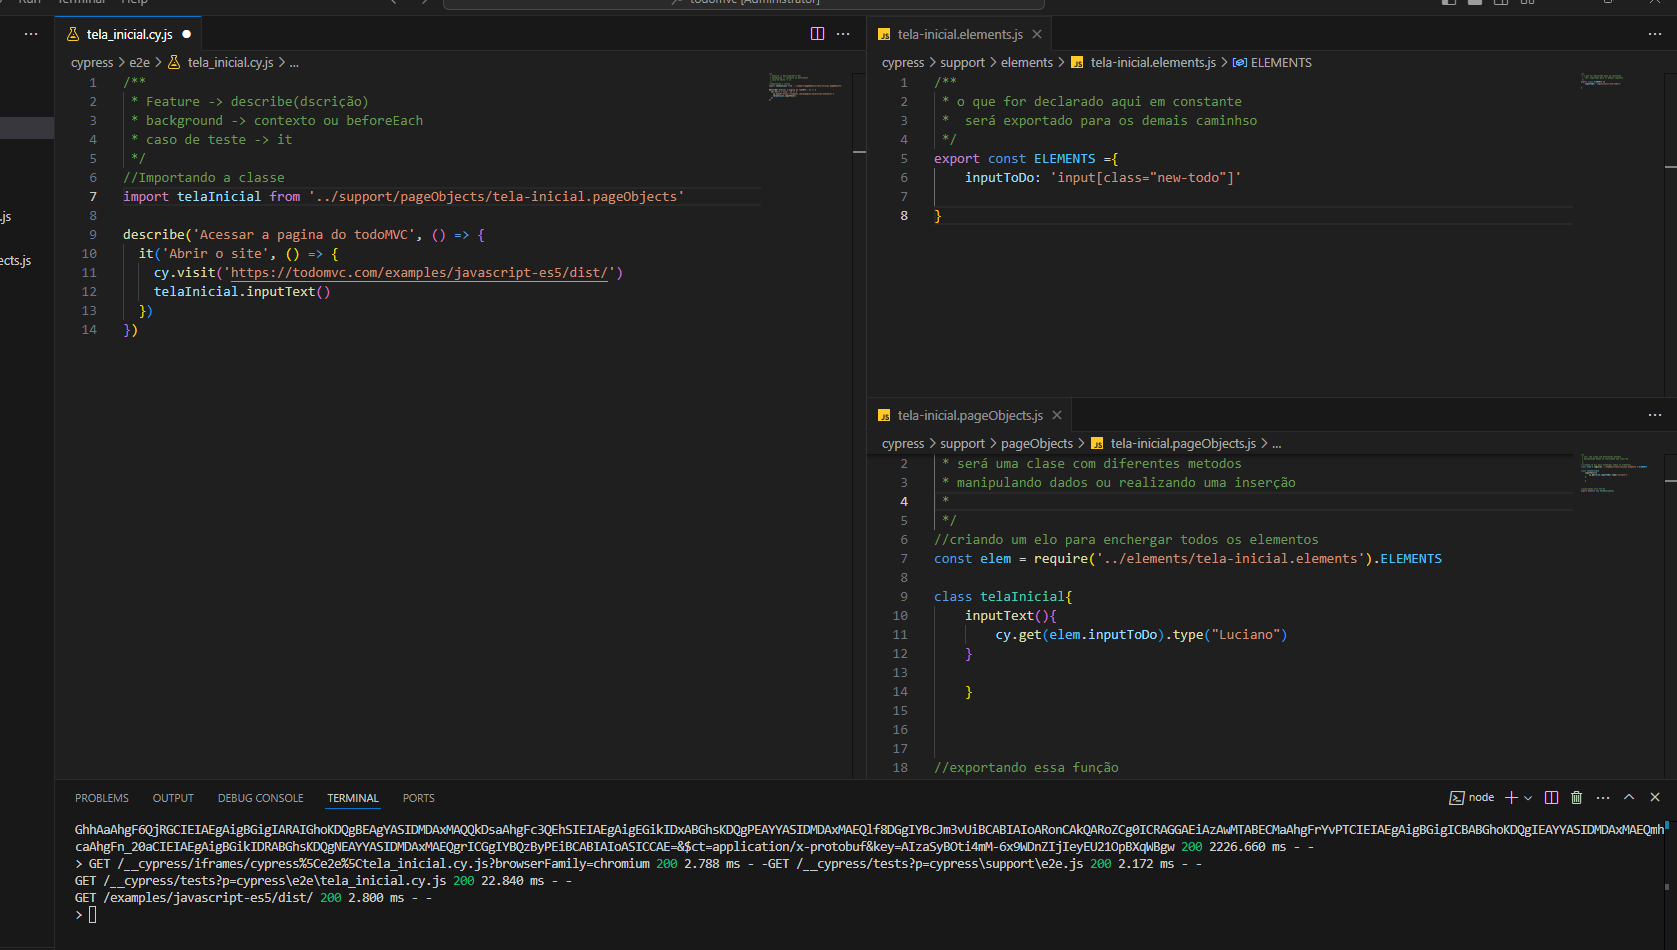 Run Terminal Help
todomvc [Administrator]
tela_inicial.cy.js
cypress > e2e > tela_inicial.cy.js > ...
1 /**
2 * Feature -> describe(dscrição)
3 * background -> contexto ou beforeEach
4 * caso de teste -> it
5 */
6 //Importando a classe
7 import telaInicial from '../support/pageObjects/tela-inicial.pageObjects'
8
9 describe('Acessar a pagina do todoMVC', () => {
10 it('Abrir o site', () => {
11 cy.visit('https://todomvc.com/examples/javascript-es5/dist/')
12 telaInicial.inputText()
13 })
14 })
.js
ects.js
tela-inicial.elements.js
cypress > support > elements > tela-inicial.elements.js > ELEMENTS
1 /**
2 * o que for declarado aqui em constante
3 *  será exportado para os demais caminhso
4 */
5 export const ELEMENTS ={
6 inputToDo: 'input[class="new-todo"]'
7
8 }
tela-inicial.pageObjects.js
cypress > support > pageObjects > tela-inicial.pageObjects.js > ...
2 * será uma clase com diferentes metodos
3 * manipulando dados ou realizando uma inserção
4 *
5 */
6 //criando um elo para enchergar todos os elementos
7 const elem = require('../elements/tela-inicial.elements').ELEMENTS
8
9 class telaInicial{
10 inputText(){
11 cy.get(elem.inputToDo).type("Luciano")
12 }
13
14 }
15
16
17
18 //exportando essa função
PROBLEMS OUTPUT DEBUG CONSOLE TERMINAL PORTS
node
> GET /__cypress/iframes/cypress%5Ce2e%5Ctela_inicial.cy.js?browserFamily=chromium 200 2.788 ms - -GET /__cypress/tests?p=cypress\support\e2e.js 200 2.172 ms - -
GET /__cypress/tests?p=cypress\e2e\tela_inicial.cy.js 200 22.840 ms - -
GET /examples/javascript-es5/dist/ 200 2.800 ms - -
>